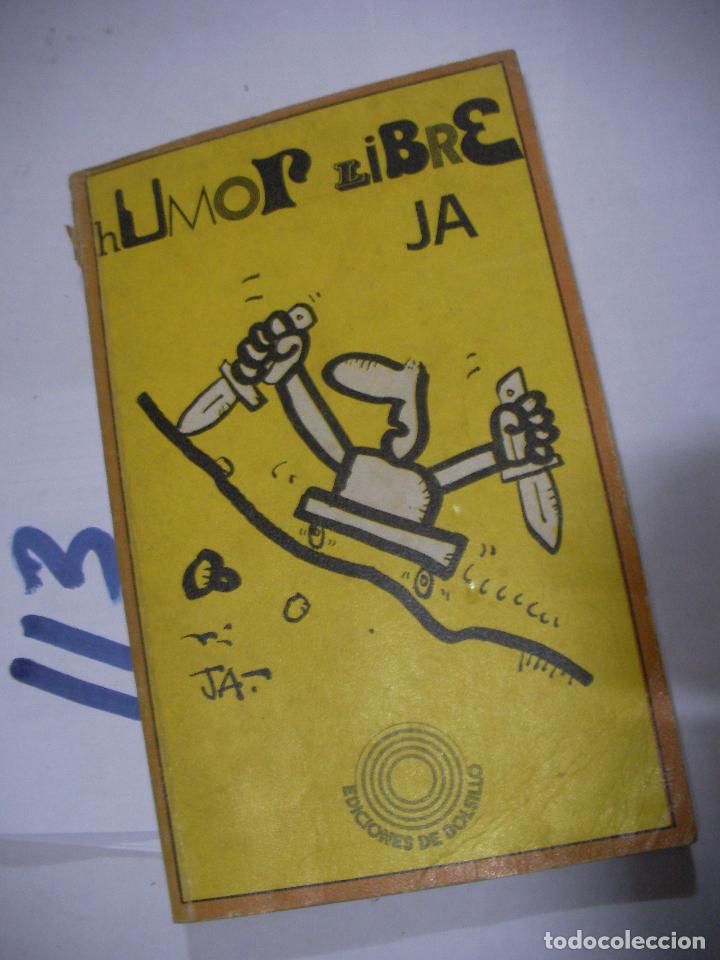 hUMOr LiBRE
JA
113
JA
EDICIONES DE BOLSILLO
todocoleccion